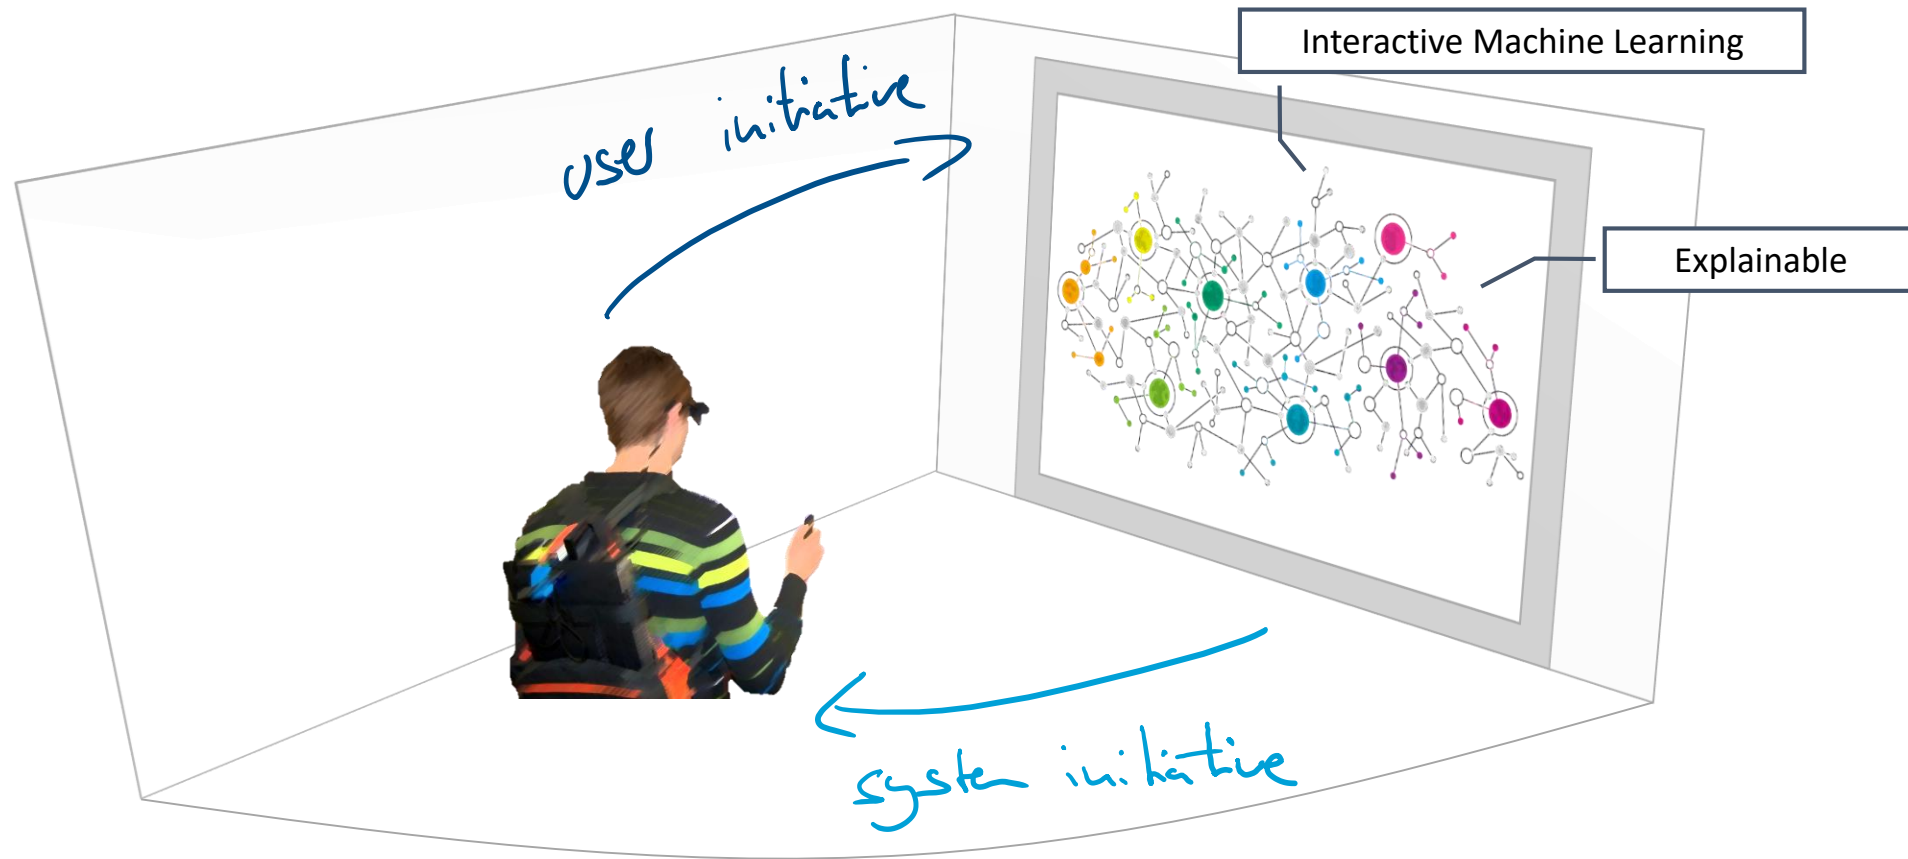 Interactive Machine Learning
user initiative
Explainable
system initiative